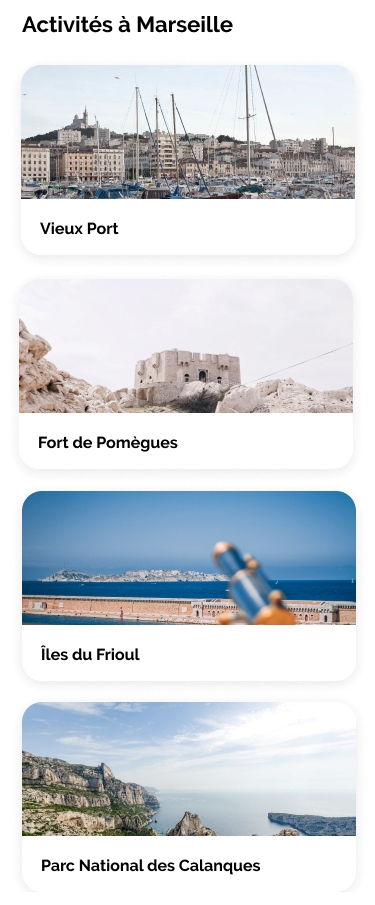 Activités à Marseille
Vieux Port
Fort de Pomègues
Îles du Frioul
Parc National des Calanques